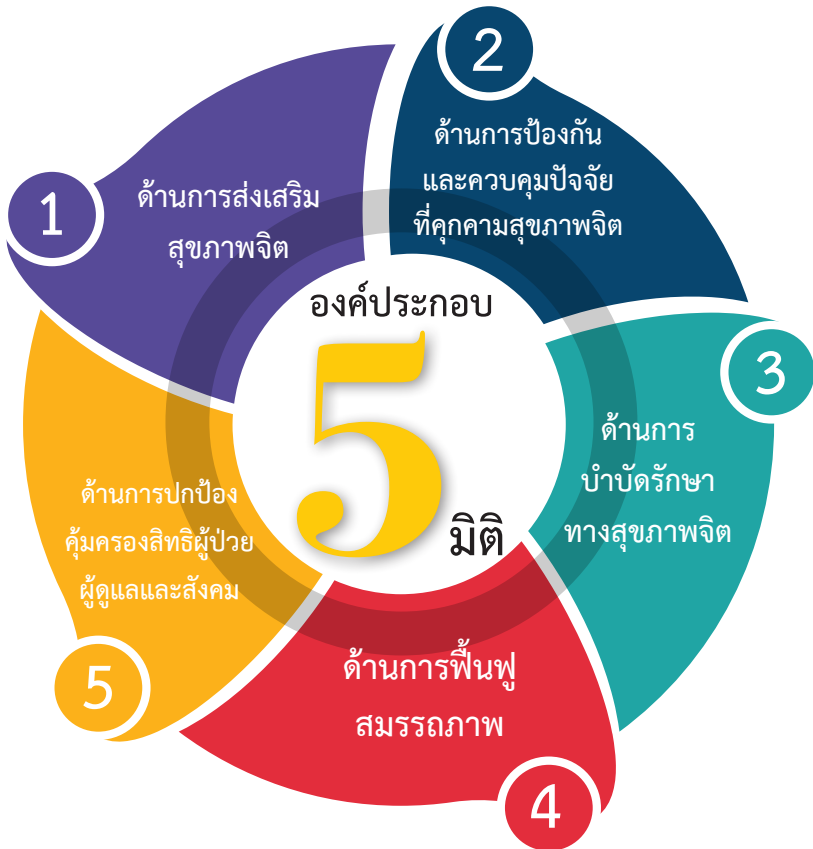 องค์ประกอบ
5
มิติ
1
ด้านการส่งเสริม
สุขภาพจิต
2
ด้านการป้องกัน
และควบคุมปัจจัย
ที่คุกคามสุขภาพจิต
3
ด้านการ
บำบัดรักษา
ทางสุขภาพจิต
4
ด้านการฟื้นฟู
สมรรถภาพ
5
ด้านการปกป้อง
คุ้มครองสิทธิผู้ป่วย
ผู้ดูแลและสังคม